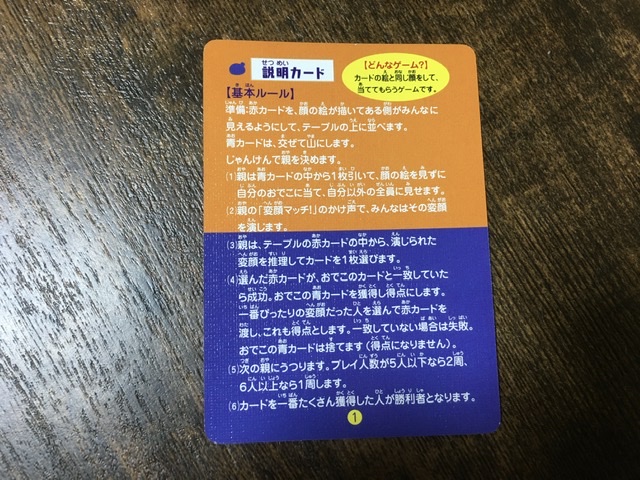 説明カード
【どんなゲーム?】
カードの絵と同じ顔をして、
当ててもらうゲームです。
【基本ルール】
準備:赤カードを、顔の絵が描いてある側がみんなに
見えるようにして、テーブルの上に並べます。
青カードは、交ぜて山にします。
じゃんけんで親を決めます。
(1)親は青カードの中から1枚引いて、顔の絵を見ずに
自分のおでこに当て、自分以外の全員に見せます。
(2)親の「変顔マッチ!」のかけ声で、みんなはその変顔
を演じます。
(3)親は、テーブルの赤カードの中から、演じられた
変顔を推理してカードを1枚選びます。
(4)選んだ赤カードが、おでこのカードと一致していた
ら成功。おでこの青カードを獲得し得点にします。
一番ぴったりの変顔だった人を選んで赤カードを
渡し、これも得点とします。一致していない場合は失敗。
おでこの青カードは捨てます(得点になりません)。
(5)次の親にうつります。プレイ人数が5人以下なら2周、
6人以上なら1周します。
(6)カードを一番たくさん獲得した人が勝利者となります。
1